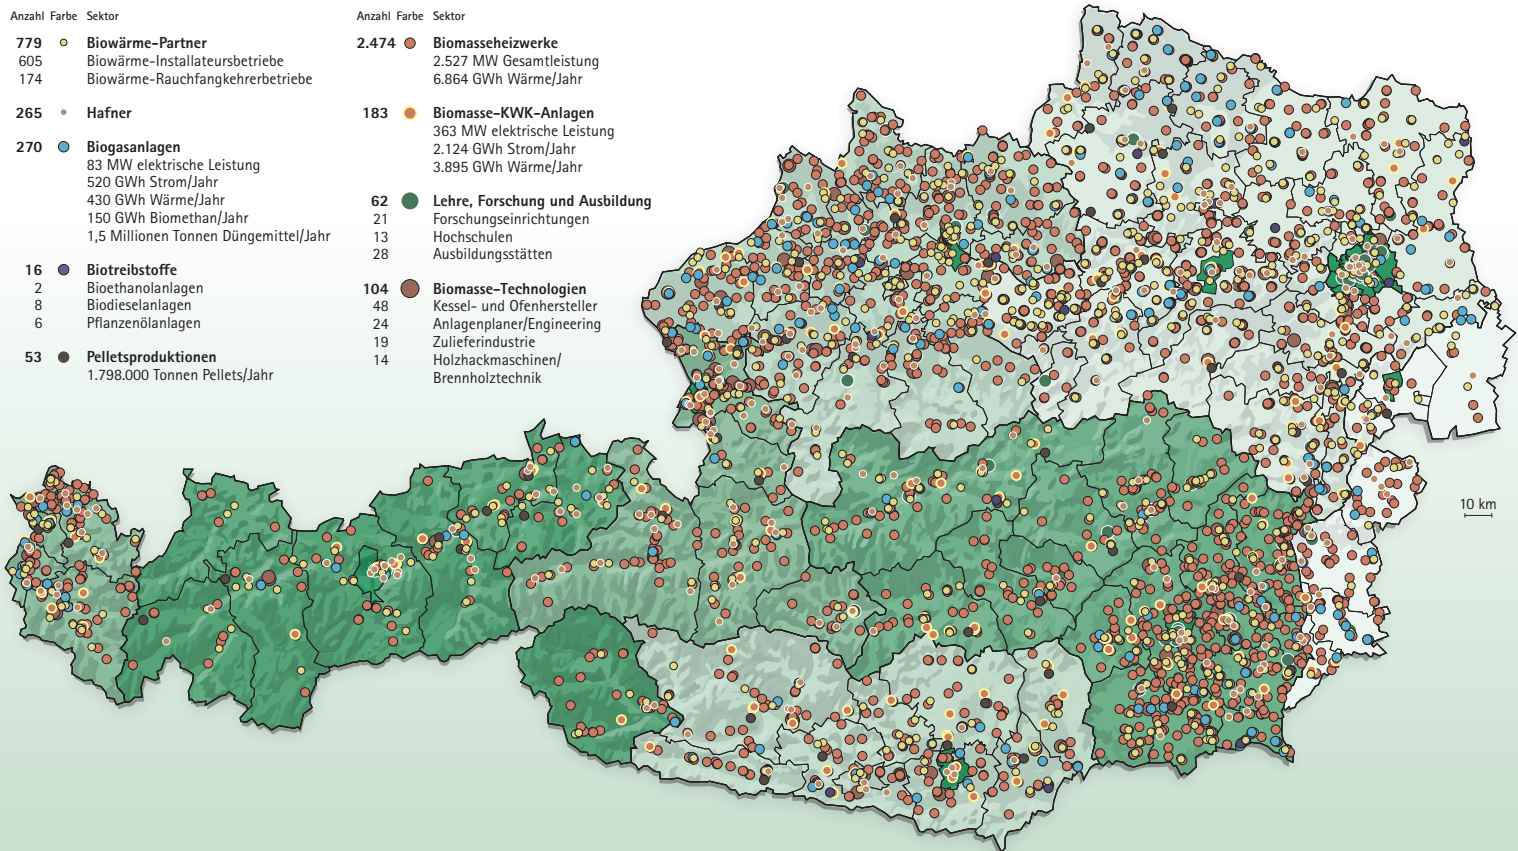 Anzahl Farbe Sektor
779 Biowärme-Partner
605 Biowärme-Installateursbetriebe
174 Biowärme-Rauchfangkehrerbetriebe
265 Hafner
270 Biogasanlagen
83 MW elektrische Leistung
520 GWh Strom/Jahr
430 GWh Wärme/Jahr
150 GWh Biomethan/Jahr
1,5 Millionen Tonnen Düngemittel/Jahr
16 Biotreibstoffe
2 Bioethanolanlagen
8 Biodieselanlagen
6 Pflanzenölanlagen
53 Pelletsproduktionen
1.798.000 Tonnen Pellets/Jahr
Anzahl Farbe Sektor
2.474 Biomasseheizwerke
2.527 MW Gesamtleistung
6.864 GWh Wärme/Jahr
183 Biomasse-KWK-Anlagen
363 MW elektrische Leistung
2.124 GWh Strom/Jahr
3.895 GWh Wärme/Jahr
62 Lehre, Forschung und Ausbildung
21 Forschungseinrichtungen
13 Hochschulen
28 Ausbildungsstätten
104 Biomasse-Technologien
48 Kessel- und Ofenhersteller
24 Anlagenplaner/Engineering
19 Zulieferindustrie
14 Holzhackmaschinen/
Brennholztechnik
10 km